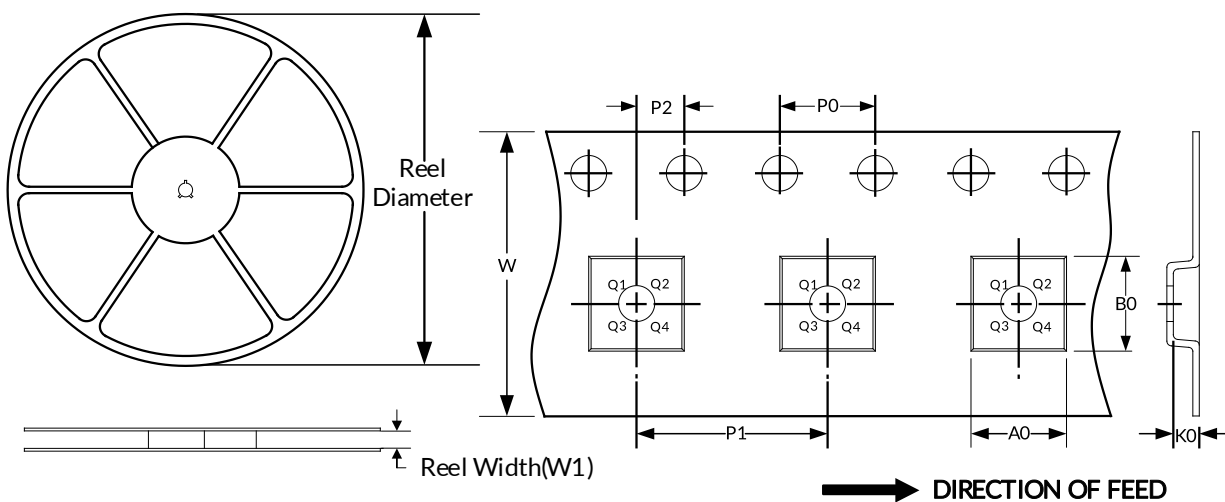 P2
P0
Reel
Diameter
W
Q1 Q2
Q3 Q4
Q1 Q2
Q3 Q4
Q1 Q2
Q3 Q4
B0
P1
A0
K0
Reel Width(W1)
DIRECTION OF FEED